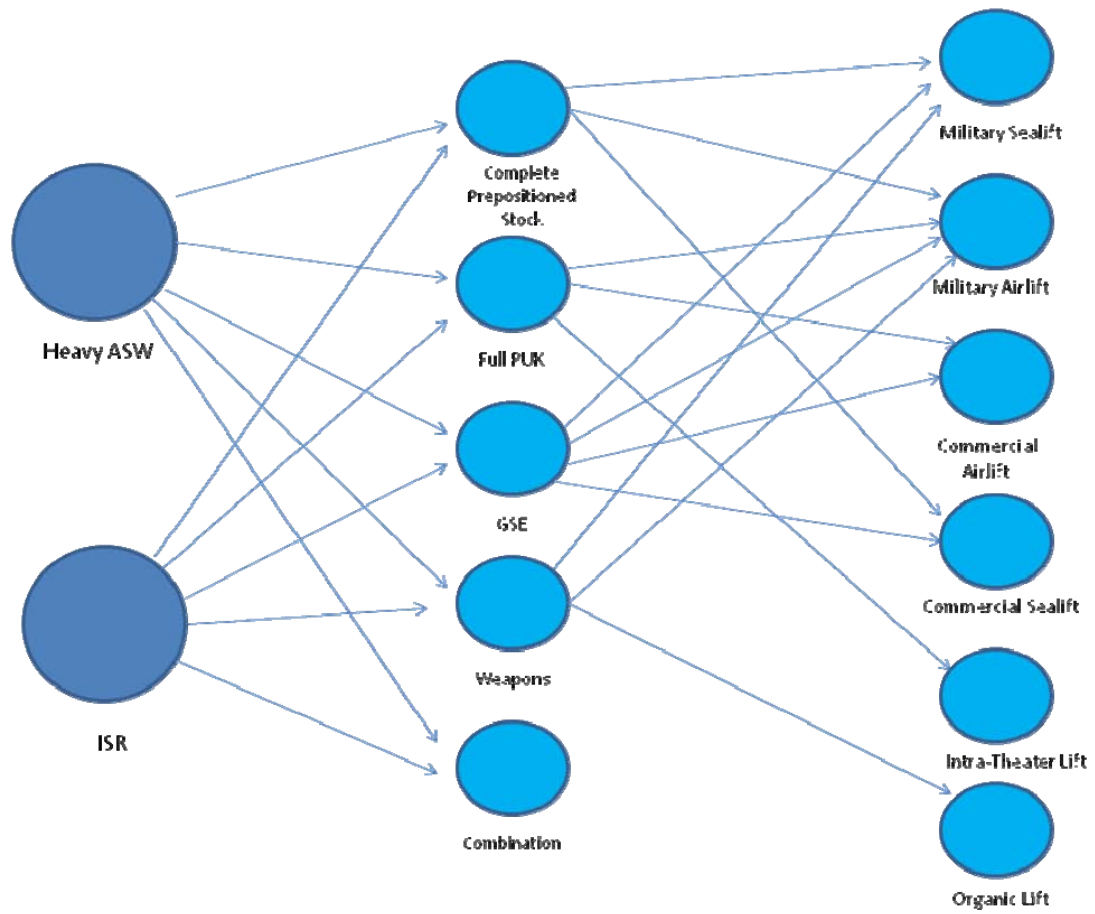 Heavy ASW
ISR
Complete
Prepositioned
Stock
Full PUK
GSE
Weapons
Combination
Military Sealift
Military Airlift
Commercial
Airlift
Commercial Sealift
Intra-Theater Lift
Organic Lift